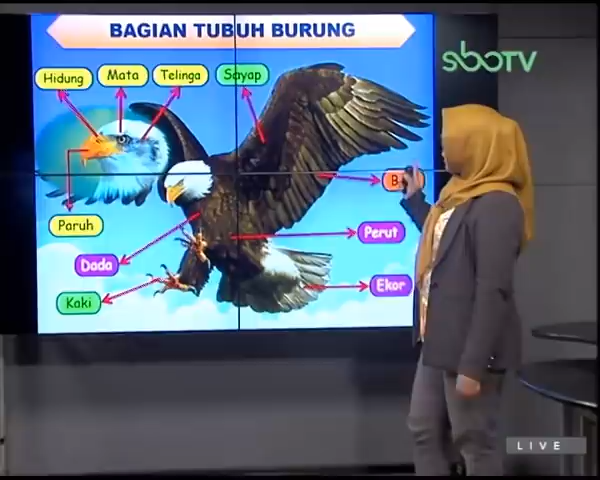 BAGIAN TUBUH BURUNG
sboTV
Hidung
Mata
Telinga
Sayap
Paruh
Dada
Perut
Kaki
Ekor
LIVE